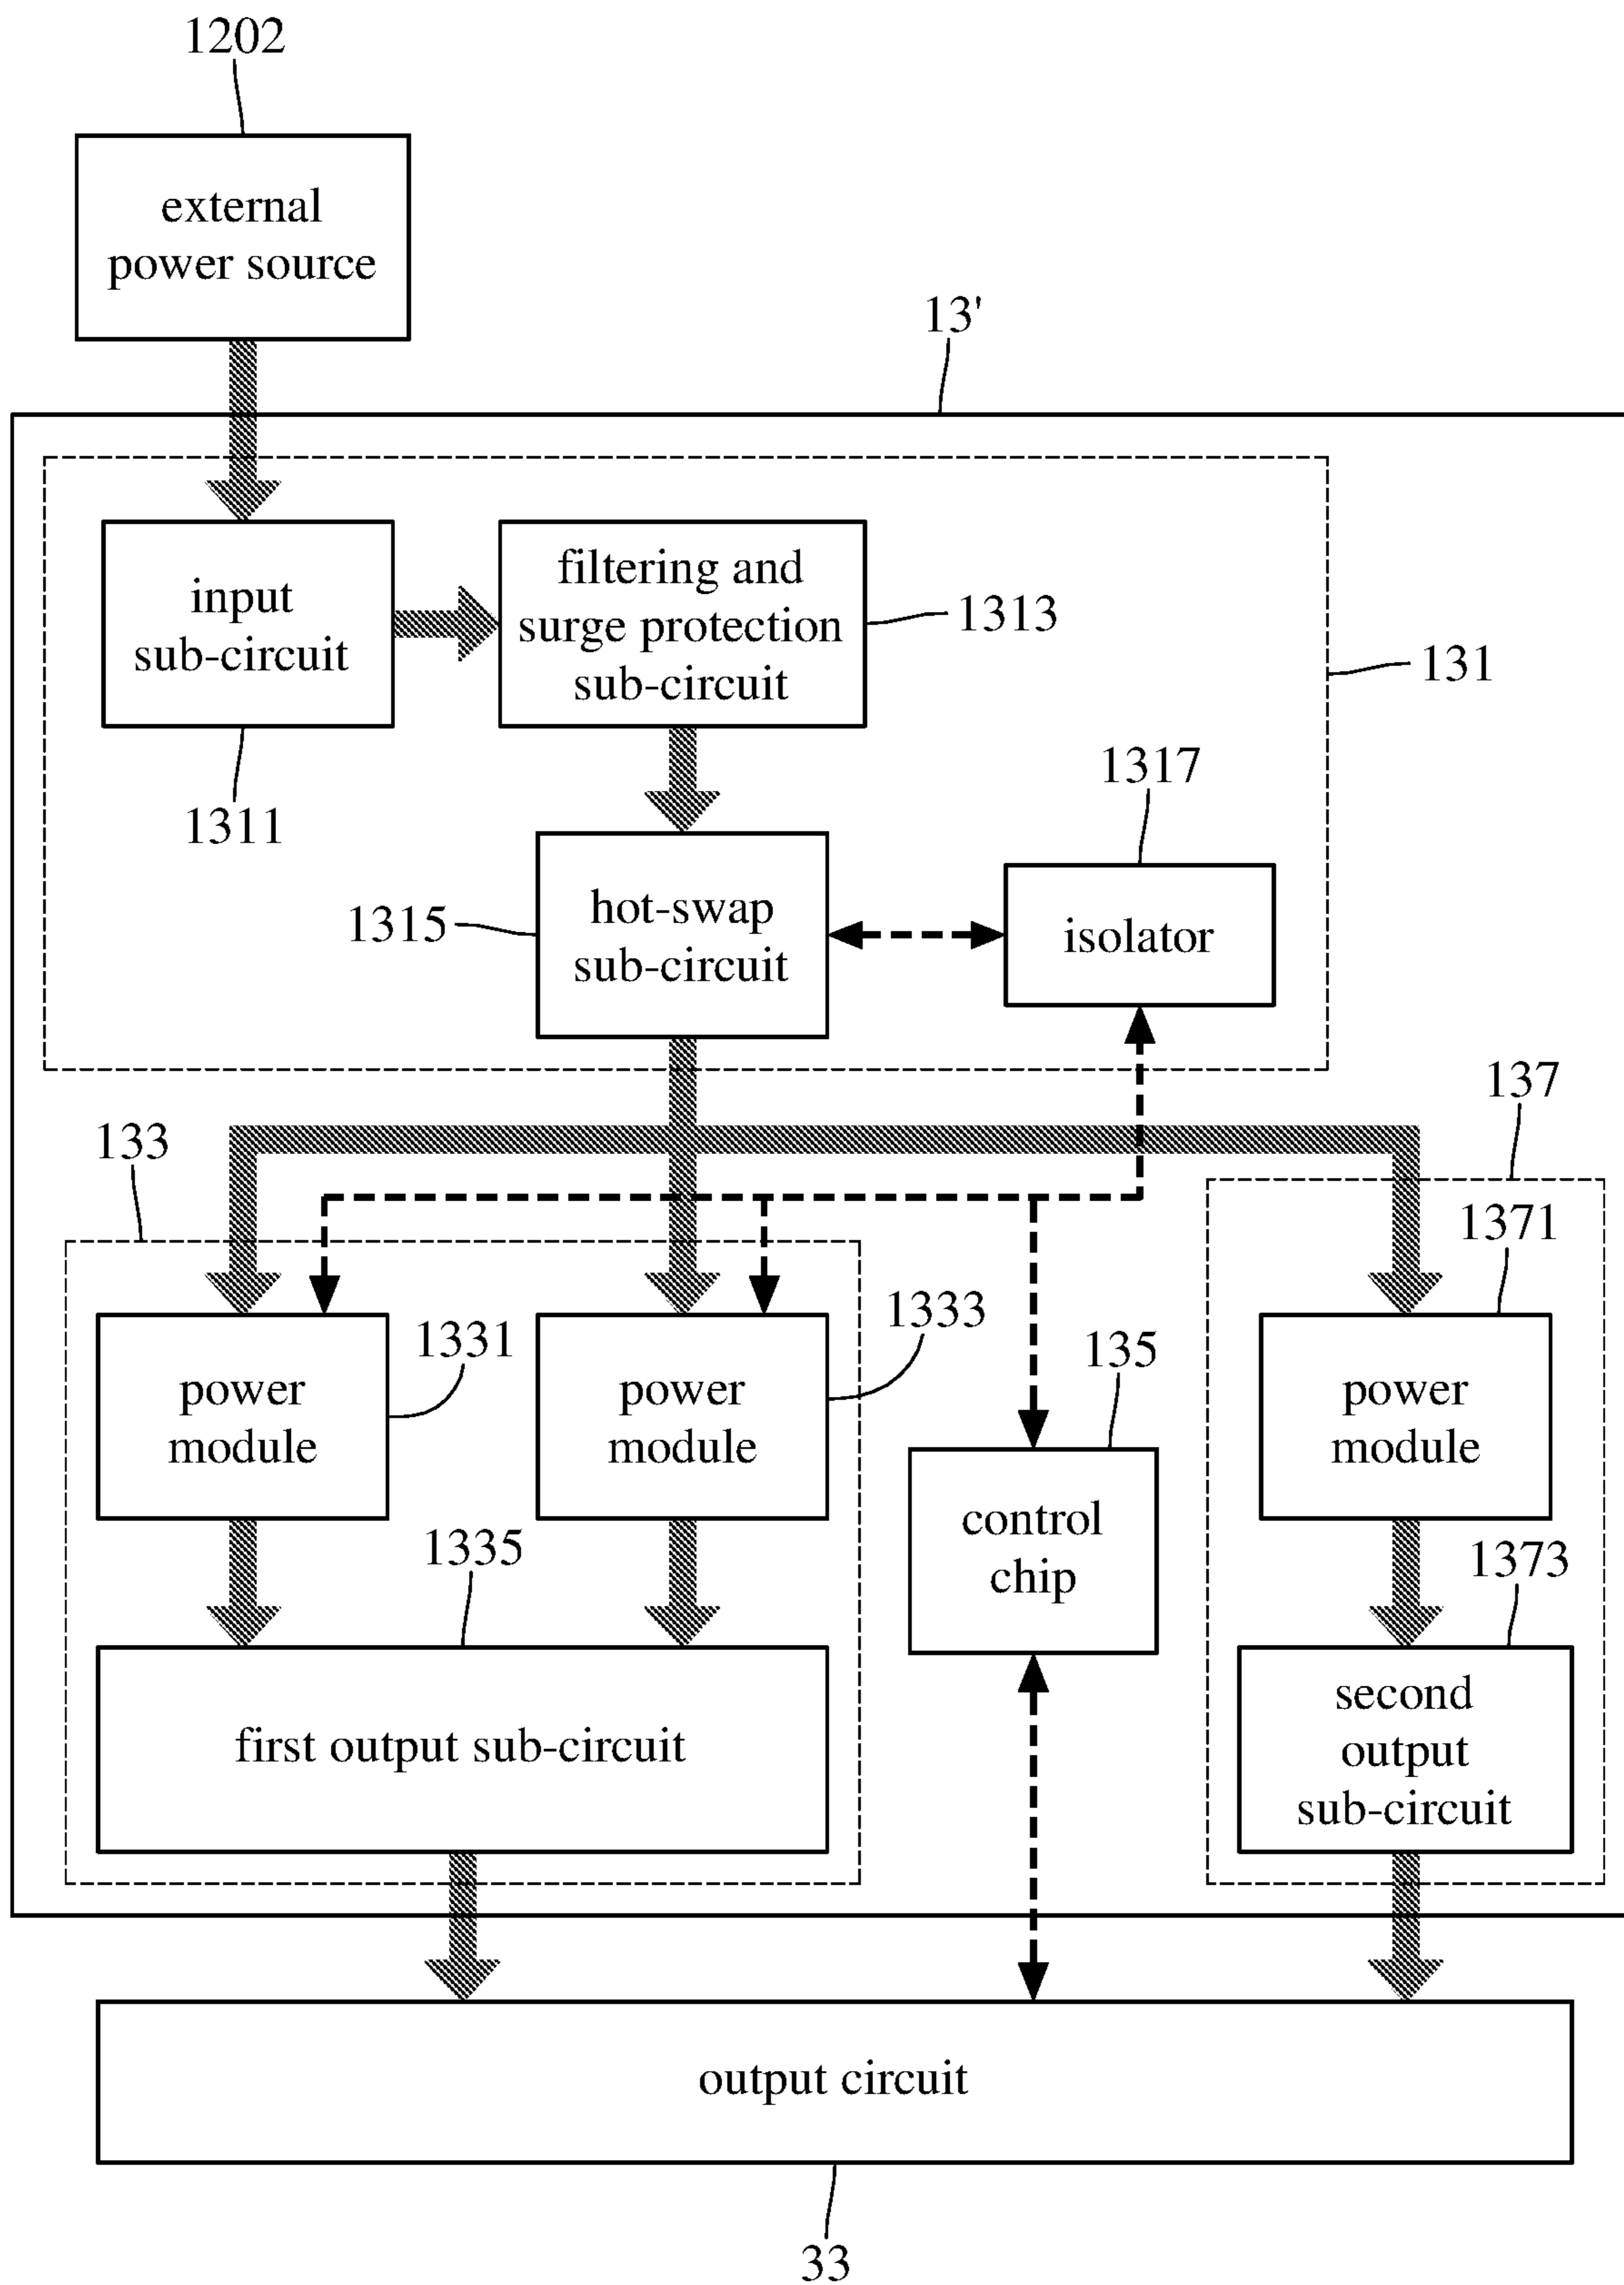 1202
external
power source
13'
input
sub-circuit
1311
filtering and
surge protection
sub-circuit
1313
131
1317
1315
hot-swap
sub-circuit
isolator
137
133
1371
1331
1333
135
power
module
power
module
power
module
control
chip
1335
1373
first output sub-circuit
second
output
sub-circuit
output circuit
33